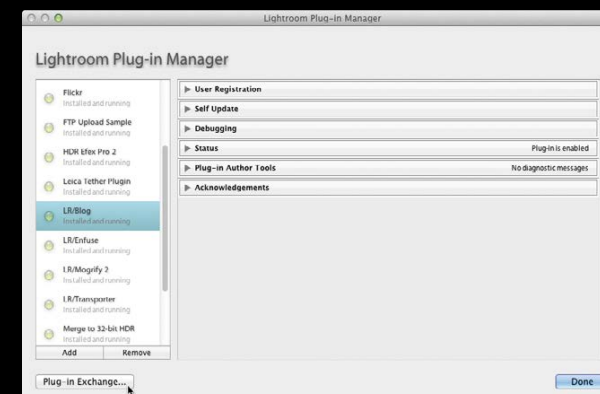 Lightroom Plug-in Manager
Lightroom Plug-in Manager
Flickr
Installed and running
FTP Upload Sample
Installed and running
HDR Efex Pro 2
Installed and running
Leica Tether Plugin
Installed and running
LR/Blog
Installed and running
LR/Enfuse
Installed and running
LR/Mogrify 2
Installed and running
LR/Transporter
Installed and running
Merge to 32-bit HDR
Installed and running
Add Remove
Plug-in Exchange...
User Registration
Self Update
Debugging
Status Plug-in is enabled
Plug-in Author Tools No diagnostic messages
Acknowledgements
Done